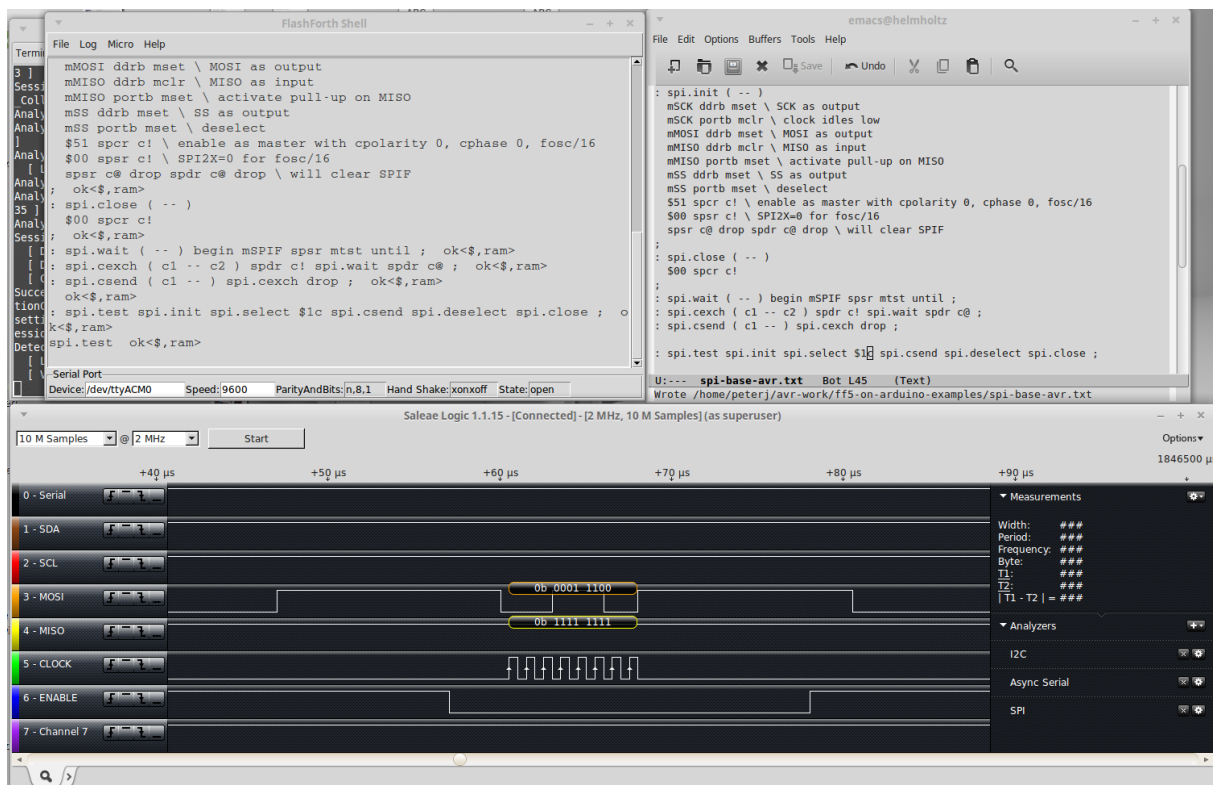 FlashForth Shell
File Log Micro Help
mMOSI ddrb mset \ MOSI as output
mMISO ddrb mclr \ MISO as input
mMISO portb mset \ activate pull-up on MISO
mSS ddrb mset \ SS as output
mSS portb mset \ deselect
$51 spcr c! \ enable as master with cpolarity 0, cphase 0, fosc/16
$00 spsr c! \ SPI2X=0 for fosc/16
spsr c@ drop spdr c@ drop \ will clear SPIF
;  ok<$,ram>
: spi.close ( -- )
$00 spcr c!
;  ok<$,ram>
: spi.wait ( -- ) begin mSPIF spsr mtst until ;  ok<$,ram>
: spi.cexch ( c1 -- c2 ) spdr c! spi.wait spdr c@ ;  ok<$,ram>
: spi.csend ( c1 -- ) spi.cexch drop ;  ok<$,ram>
ok<$,ram>
: spi.test spi.init spi.select $1c spi.csend spi.deselect spi.close ;  o
k<$,ram>
spi.test  ok<$,ram>
Serial Port
Device: /dev/ttyACM0 Speed: 9600 ParityAndBits: n,8,1 Hand Shake: xonxoff State: open
Termi
3 ]
Sessi
_Coll
Analy
Analy
]
Analy
[ L
Analy
Analy
35 ]
Analy
Sessi
[ D
[ D
[ C
Succe
tionC
setti
essio
Detec
[ L
[ V
emacs@helmholtz
File Edit Options Buffers Tools Help
Save Undo
: spi.init ( -- )
mSCK ddrb mset \ SCK as output
mSCK portb mclr \ clock idles low
mMOSI ddrb mset \ MOSI as output
mMISO ddrb mclr \ MISO as input
mMISO portb mset \ activate pull-up on MISO
mSS ddrb mset \ SS as output
mSS portb mset \ deselect
$51 spcr c! \ enable as master with cpolarity 0, cphase 0, fosc/16
$00 spsr c! \ SPI2X=0 for fosc/16
spsr c@ drop spdr c@ drop \ will clear SPIF
;
: spi.close ( -- )
$00 spcr c!
;
: spi.wait ( -- ) begin mSPIF spsr mtst until ;
: spi.cexch ( c1 -- c2 ) spdr c! spi.wait spdr c@ ;
: spi.csend ( c1 -- ) spi.cexch drop ;
: spi.test spi.init spi.select $1c spi.csend spi.deselect spi.close ;
U:--- spi-base-avr.txt Bot L45 (Text)
Wrote /home/peterj/avr-work/ff5-on-arduino-examples/spi-base-avr.txt
Saleae Logic 1.1.15 - [Connected] - [2 MHz, 10 M Samples] (as superuser)
10 M Samples @ 2 MHz Start Options
1846500 µ
+40 µs +50 µs +60 µs +70 µs +80 µs +90 µs
0 - Serial
1 - SDA
2 - SCL
3 - MOSI
0b 0001 1100
4 - MISO
0b 1111 1111
5 - CLOCK
6 - ENABLE
7 - Channel 7
Measurements
Width: ###
Period: ###
Frequency: ###
Byte: ###
T1: ###
T2: ###
| T1 - T2 | = ###
Analyzers
I2C
Async Serial
SPI